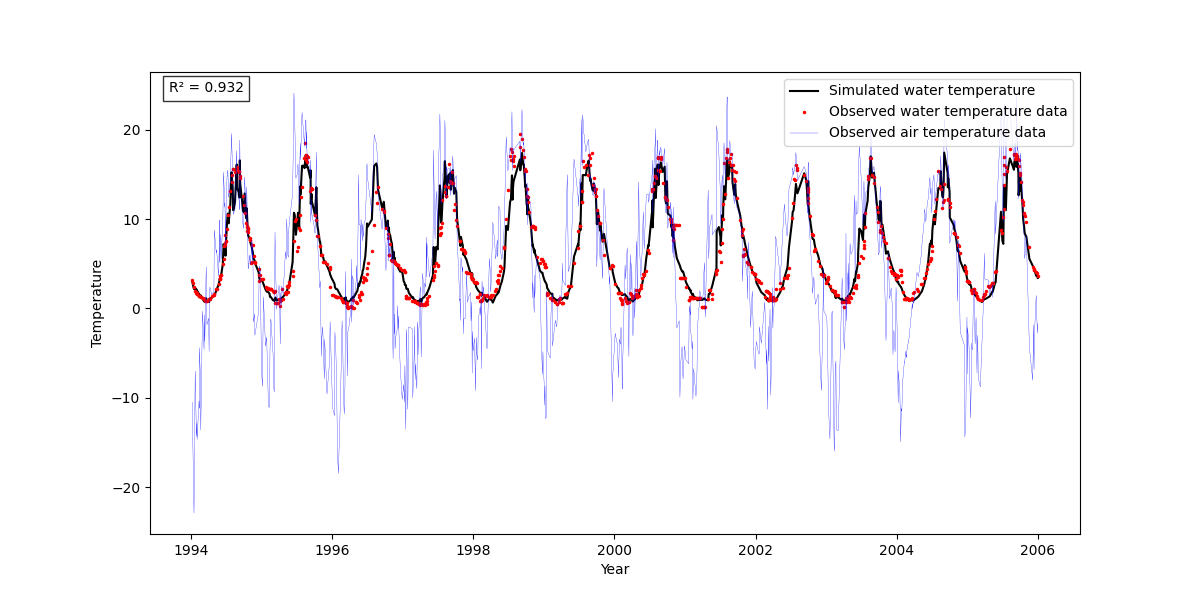 R² = 0.932
Simulated water temperature
Observed water temperature data
Observed air temperature data
Temperature
20
10
0
−10
−20
1994
1996
1998
2000
2002
2004
2006
Year